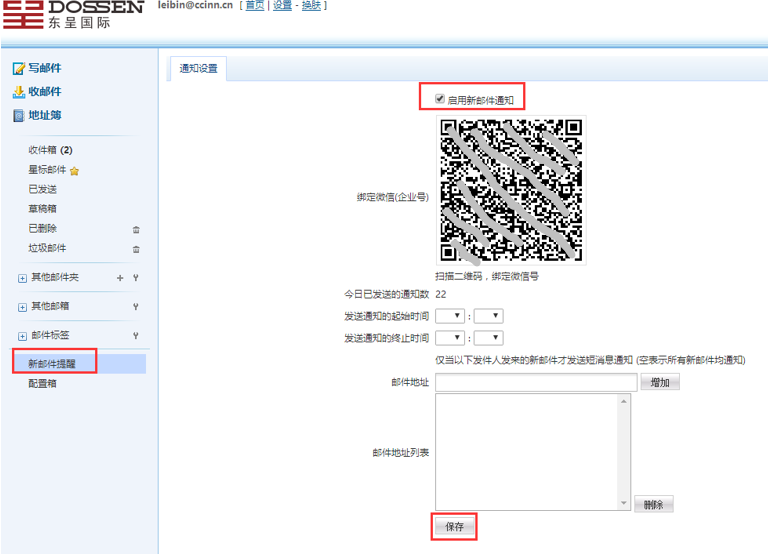 DOSSEN
东呈国际
leibin@ccinn.cn [ 首页 | 设置 - 换肤 ]
写邮件
收邮件
地址簿
收件箱 (2)
星标邮件
已发送
草稿箱
已删除
垃圾邮件
其他邮件夹
其他邮箱
邮件标签
新邮件提醒
配置箱
通知设置
启用新邮件通知
绑定微信(企业号)
扫描二维码，绑定微信号
今日已发送的通知数 22
发送通知的起始时间 :
发送通知的终止时间 :
仅当以下发件人发来的新邮件才发送短消息通知 (空表示所有新邮件均通知)
邮件地址 增加
邮件地址列表
删除
保存